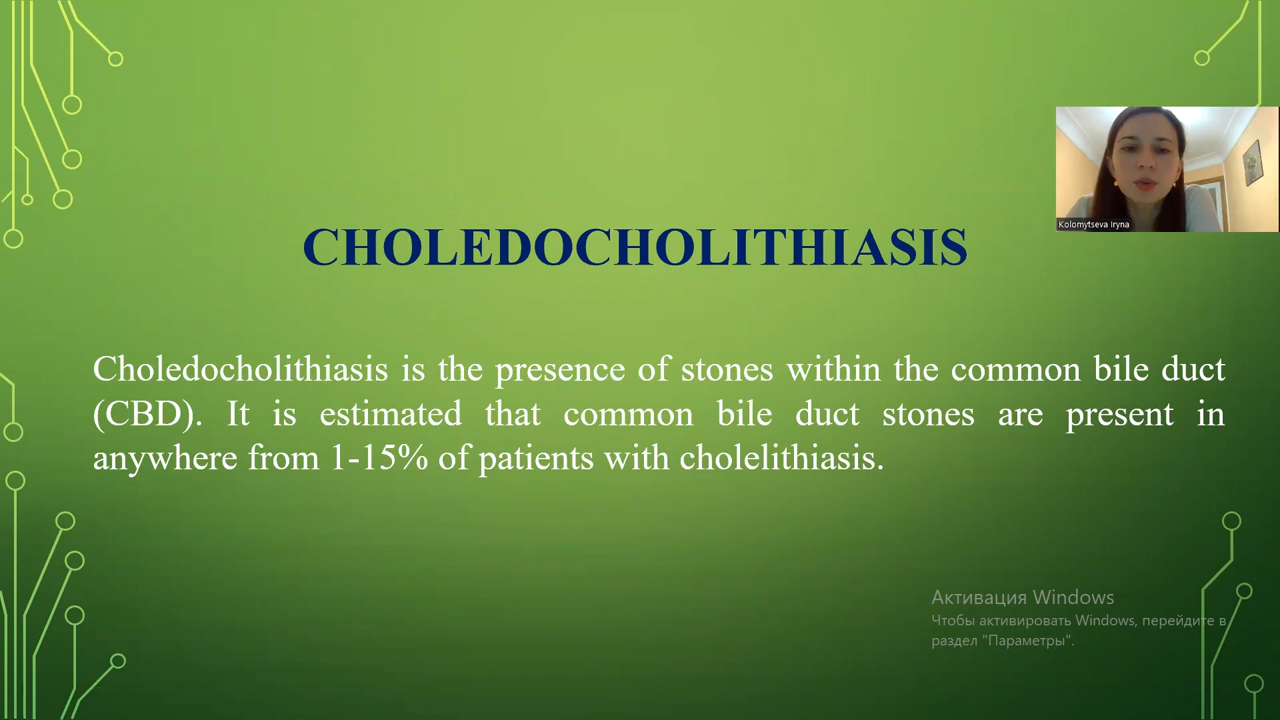 Kolomytseva Iryna
CHOLEDOCHOLITHIASIS
Choledocholithiasis is the presence of stones within the common bile duct
(CBD). It is estimated that common bile duct stones are present in
anywhere from 1-15% of patients with cholelithiasis.
Активация Windows
Чтобы активировать Windows, перейдите в
раздел "Параметры".